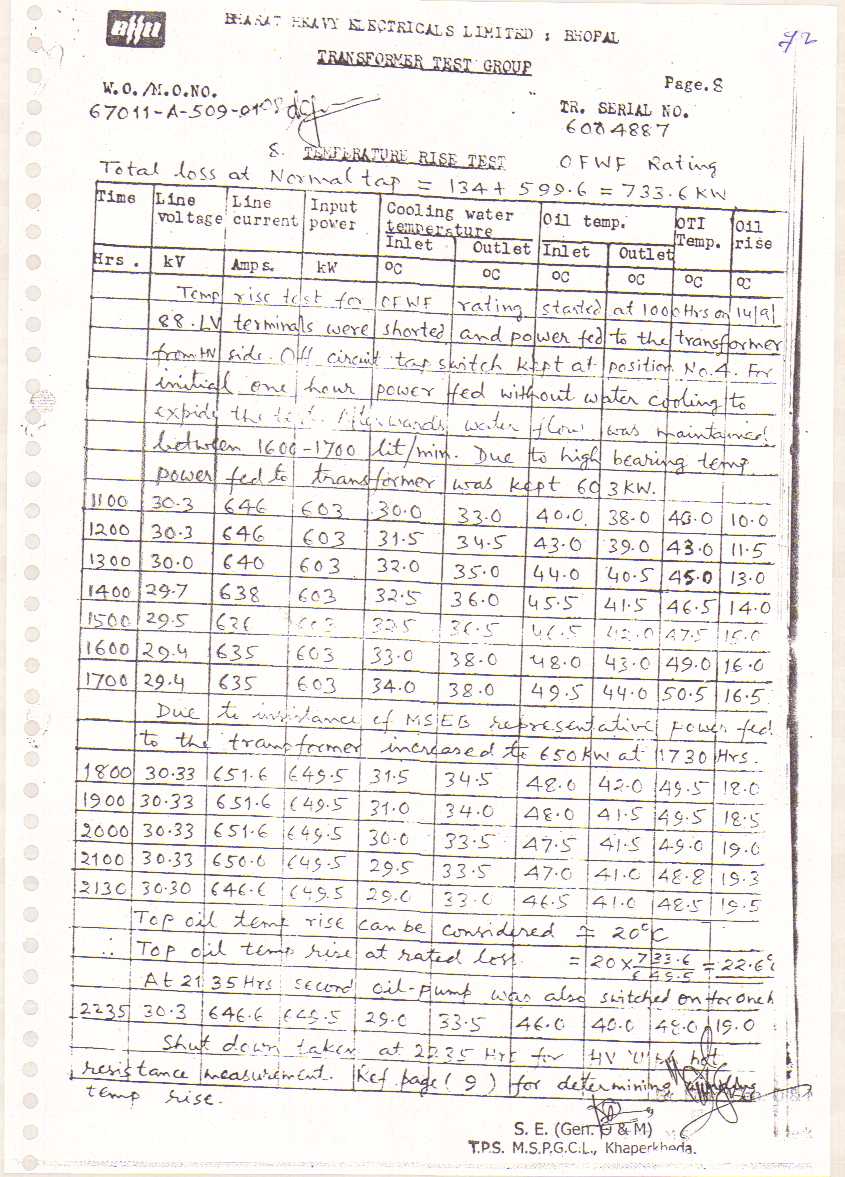 BHEL
BHARAT HEAVY ELECTRICALS LIMITED : BHOPAL
72
TRANSFORMER TEST GROUP
Page.8
W.O./M.O.NO.
67011-A-509-01
TR. SERIAL NO.
6004887
8. TEMPERATURE RISE TEST OFWF Rating
Total loss at Normal tap = 134 + 599.6 = 733.6 KW
Time Line voltage Line current Input power Cooling water temperature Oil temp. OTI Temp. Oil rise
Inlet Outlet Inlet Outlet
Hrs. kV Amps. kW °C °C °C °C °C °C
Temp rise test for OFWF rating started at 1000 Hrs on 14/9/
88. LV terminals were shorted and power fed to the transformer
from HV side. Off circuit tap switch kept at position No.4. For
initial one hour power fed without water cooling to
expide the test. Afterwards water flow was maintained
between 1600-1700 lit/min. Due to high bearing temp
power fed to transformer was kept 603 KW.
1100 30.3 646 603 30.0 33.0 40.0 38.0 43.0 10.0
1200 30.3 646 603 31.5 34.5 43.0 39.0 43.0 11.5
1300 30.0 640 603 32.0 35.0 44.0 40.5 45.0 13.0
1400 29.7 638 603 32.5 36.0 45.5 41.5 46.5 14.0
1500 29.5 636 603 32.5 36.5 46.5 42.0 47.5 15.0
1600 29.4 635 603 33.0 38.0 48.0 43.0 49.0 16.0
1700 29.4 635 603 34.0 38.0 49.5 44.0 50.5 16.5
Due to insistance of MSEB representative power fed
to the transformer increased to 650 KW at 1730 Hrs.
1800 30.33 651.6 649.5 31.5 34.5 48.0 42.0 49.5 18.0
1900 30.33 651.6 649.5 31.0 34.0 48.0 41.5 49.5 18.5
2000 30.33 651.6 649.5 30.0 33.5 47.5 41.5 49.0 19.0
2100 30.33 650.0 649.5 29.5 33.5 47.0 41.0 48.8 19.3
2130 30.30 646.6 649.5 29.0 33.0 46.5 41.0 48.5 19.5
Top oil temp rise can be considered = 20°C
∴ Top oil temp rise at rated loss = 20 x 733.6/649.5 = 22.6°
At 2135 Hrs second oil-pump was also switched on for one h
2235 30.3 646.6 649.5 29.0 33.5 46.0 40.0 48.0 19.0
Shut down taken at 2235 Hrs for HV hot
resistance measurement. Ref. page (9) for determining winding
temp rise.
S. E. (Gen. O & M)
T.P.S. M.S.P.G.C.L., Khaperkheda.